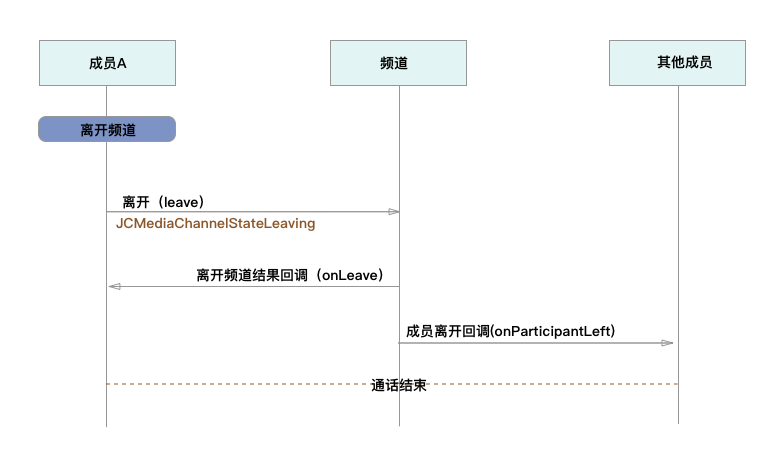 成员A
频道
其他成员
离开频道
离开（leave）
JCMediaChannelStateLeaving
离开频道结果回调（onLeave）
成员离开回调(onParticipantLeft)
通话结束